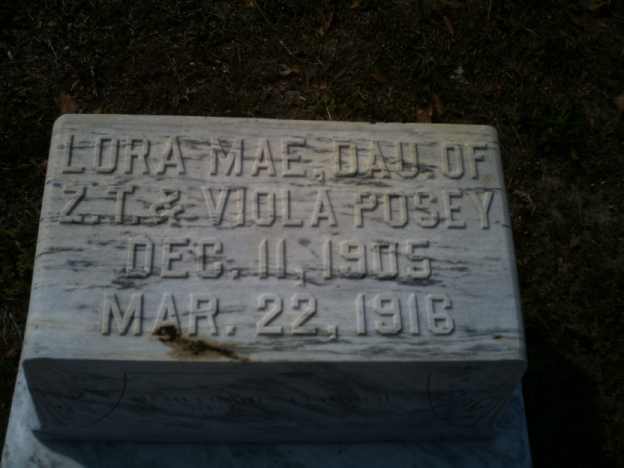 LORA MAE, DAU. OF
Z. T. & VIOLA POSEY
DEC. 11, 1905
MAR. 22, 1916